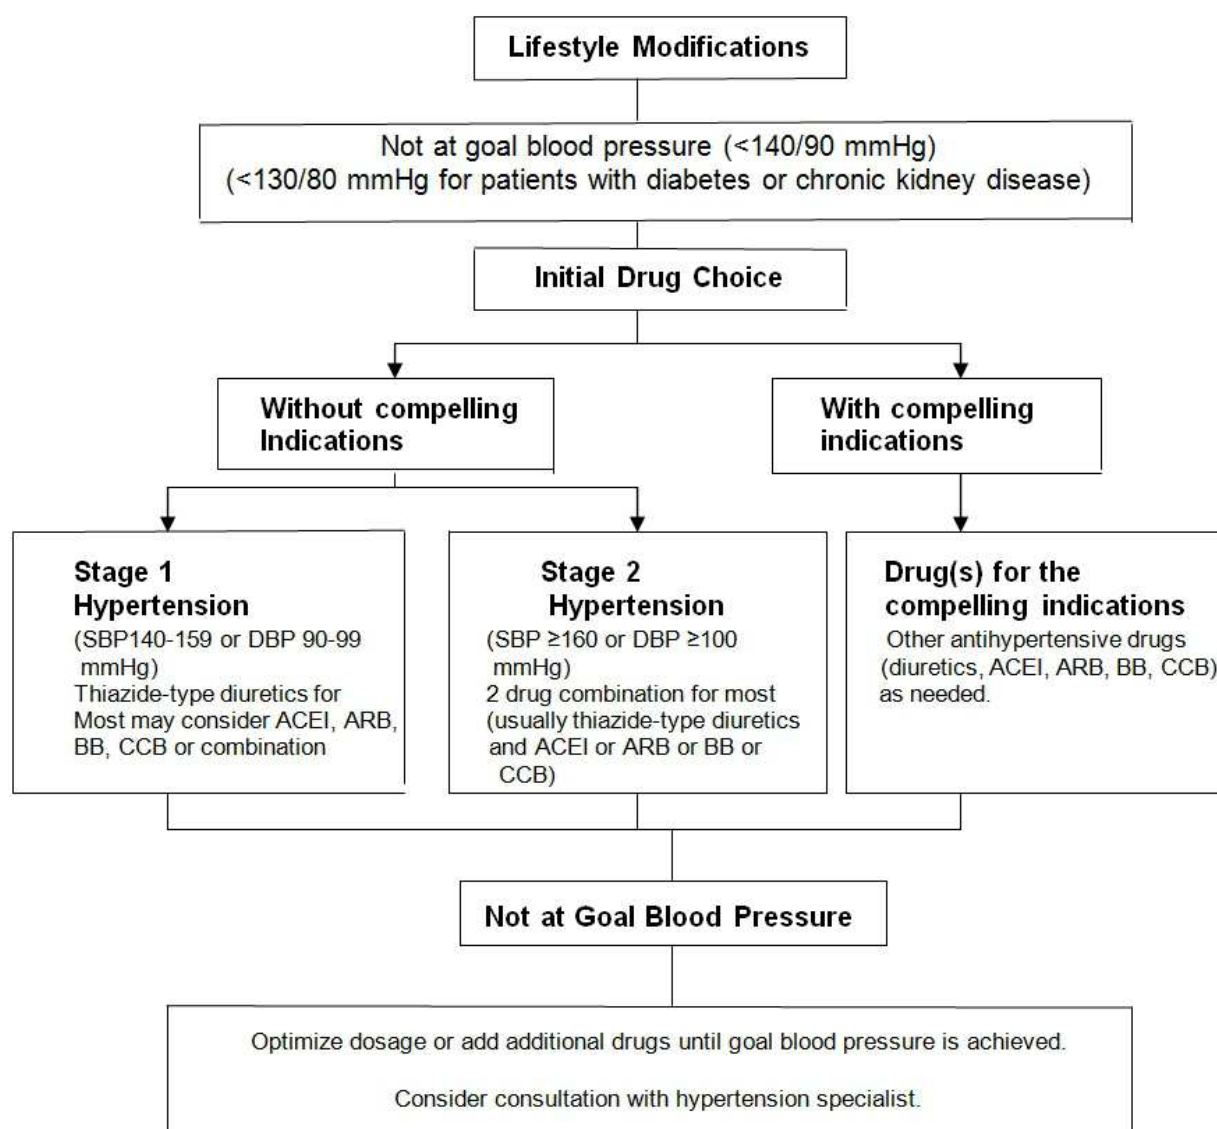 Lifestyle Modifications
Not at goal blood pressure (<140/90 mmHg)
(<130/80 mmHg for patients with diabetes or chronic kidney disease)
Initial Drug Choice
Without compelling
Indications
With compelling
indications
Stage 1
Hypertension
(SBP140-159 or DBP 90-99
mmHg)
Thiazide-type diuretics for
Most may consider ACEI, ARB,
BB, CCB or combination
Stage 2
Hypertension
(SBP ≥160 or DBP ≥100
mmHg)
2 drug combination for most
(usually thiazide-type diuretics
and ACEI or ARB or BB or
CCB)
Drug(s) for the
compelling indications
Other antihypertensive drugs
(diuretics, ACEI, ARB, BB, CCB)
as needed.
Not at Goal Blood Pressure
Optimize dosage or add additional drugs until goal blood pressure is achieved.
Consider consultation with hypertension specialist.